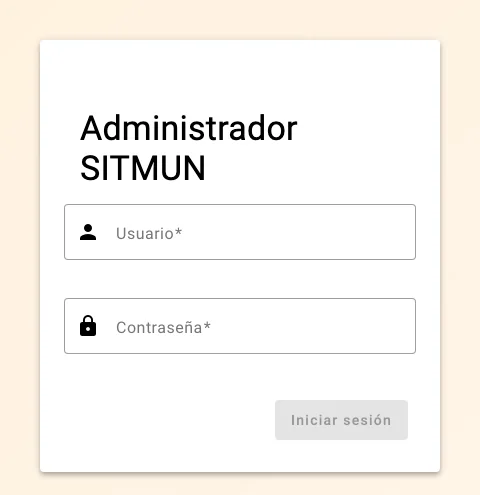 Administrador
SITMUN
Usuario*
Contraseña*
Iniciar sesión